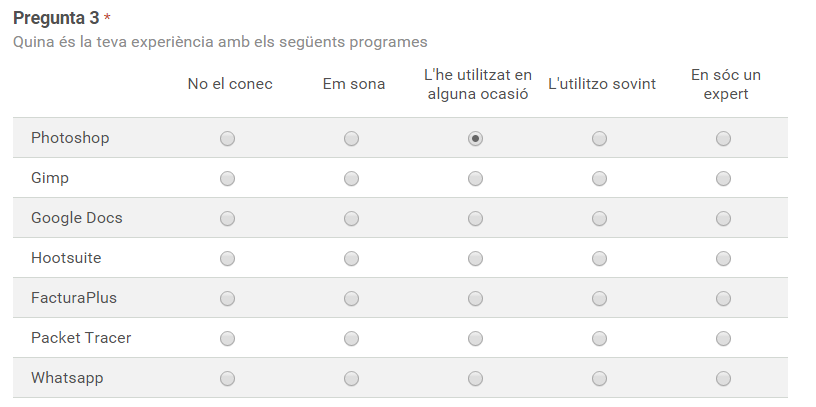 Pregunta 3 *
Quina és la teva experiència amb els següents programes
No el conec
Em sona
L'he utilitzat en
alguna ocasió
L'utilitzo sovint
En sóc un
expert
Photoshop
Gimp
Google Docs
Hootsuite
FacturaPlus
Packet Tracer
Whatsapp